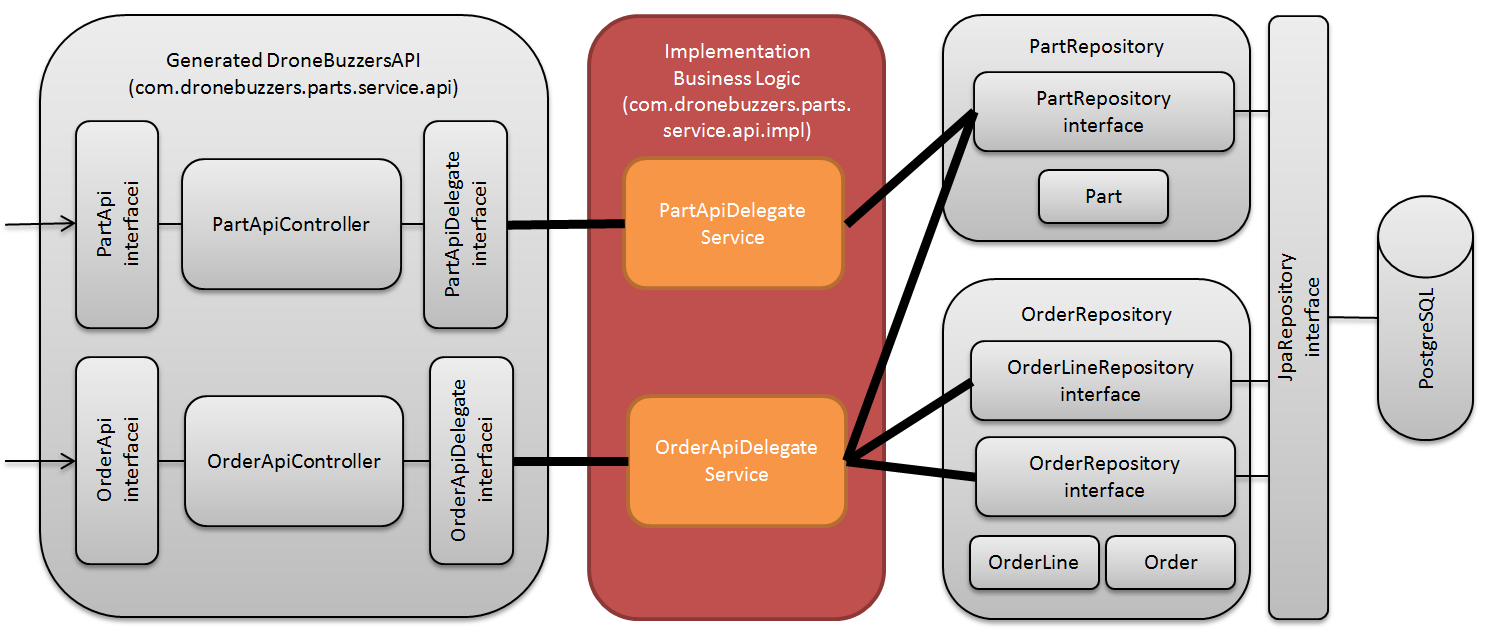 Generated DroneBuzzersAPI
(com.dronebuzzers.parts.service.api)
PartApi
interfacei
PartApiController
PartApiDelegate
interfacei
OrderApi
interfacei
OrderApiController
OrderApiDelegate
interfacei
Implementation
Business Logic
(com.dronebuzzers.parts.
service.api.impl)
PartApiDelegate
Service
OrderApiDelegate
Service
PartRepository
PartRepository
interface
Part
OrderRepository
OrderLineRepository
interface
OrderRepository
interface
OrderLine
Order
JpaRepository
interface
PostgreSQL